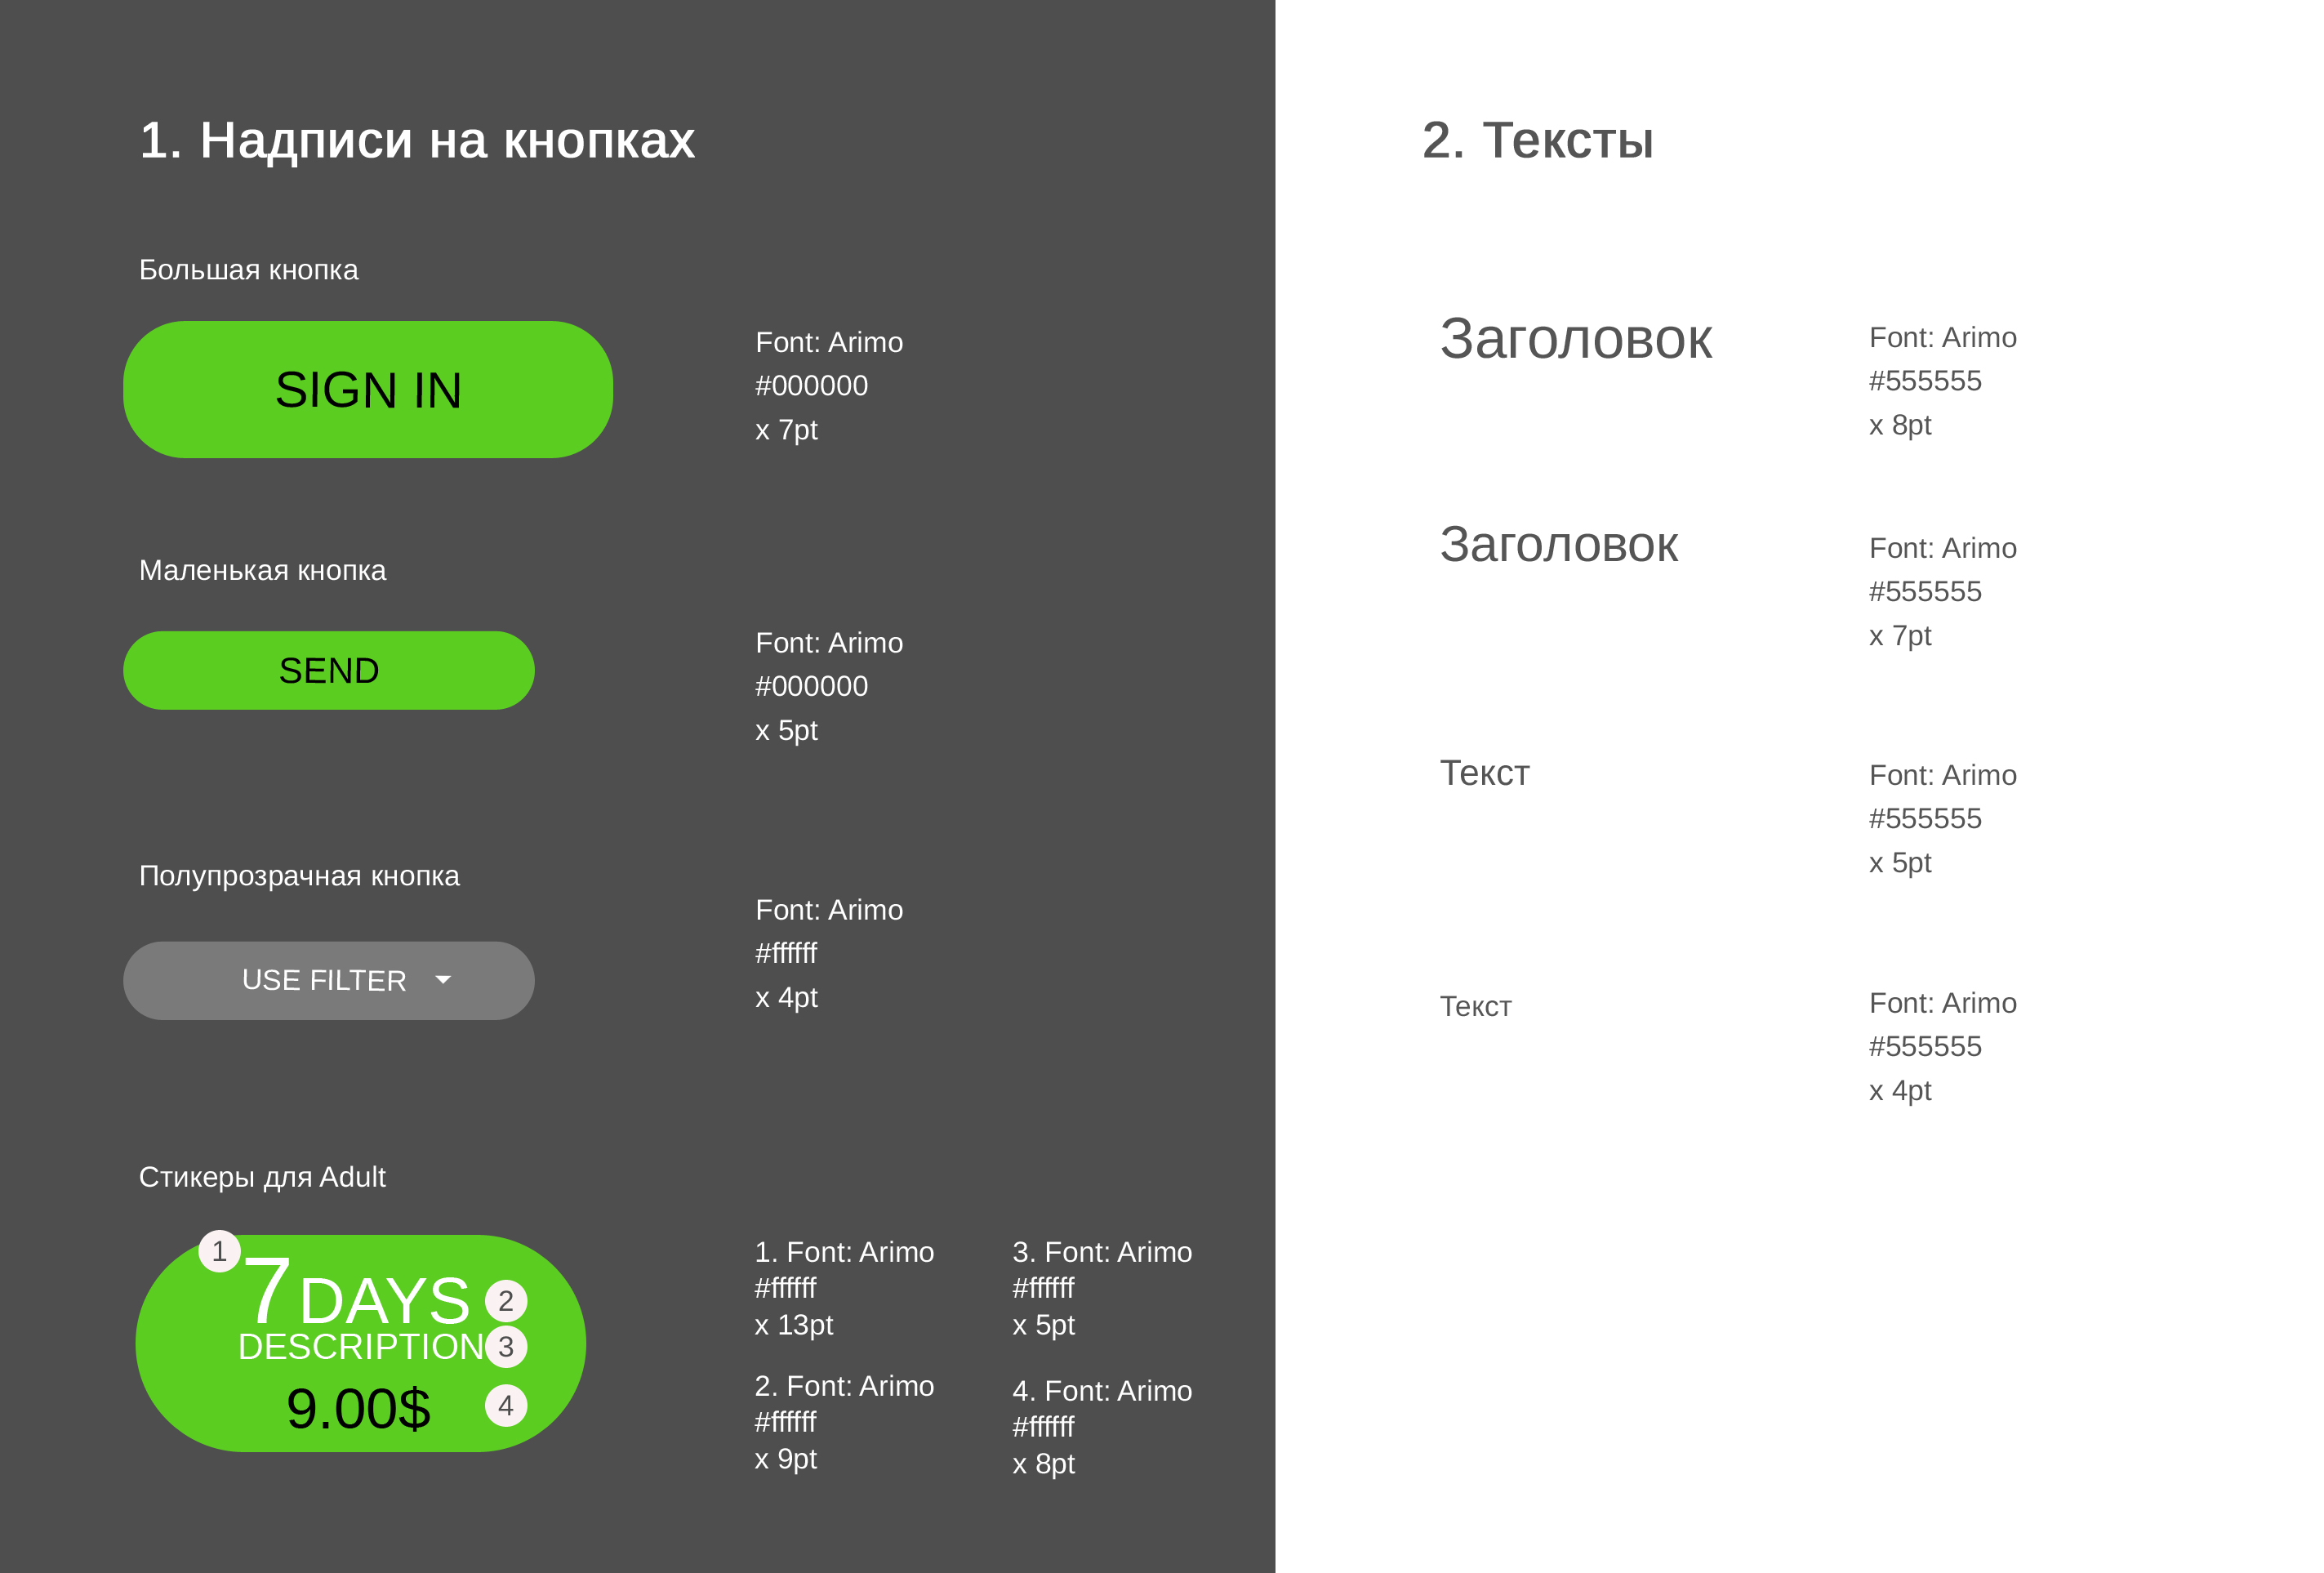 1. Надписи на кнопках
Большая кнопка
SIGN IN
Font: Arimo
#000000
x 7pt
Маленькая кнопка
SEND
Font: Arimo
#000000
x 5pt
Полупрозрачная кнопка
USE FILTER
Font: Arimo
#ffffff
x 4pt
Стикеры для Adult
1
7 DAYS
2
DESCRIPTION
3
9.00$
4
1. Font: Arimo
#ffffff
x 13pt
2. Font: Arimo
#ffffff
x 9pt
3. Font: Arimo
#ffffff
x 5pt
4. Font: Arimo
#ffffff
x 8pt
2. Тексты
Заголовок
Font: Arimo
#555555
x 8pt
Заголовок
Font: Arimo
#555555
x 7pt
Текст
Font: Arimo
#555555
x 5pt
Текст
Font: Arimo
#555555
x 4pt